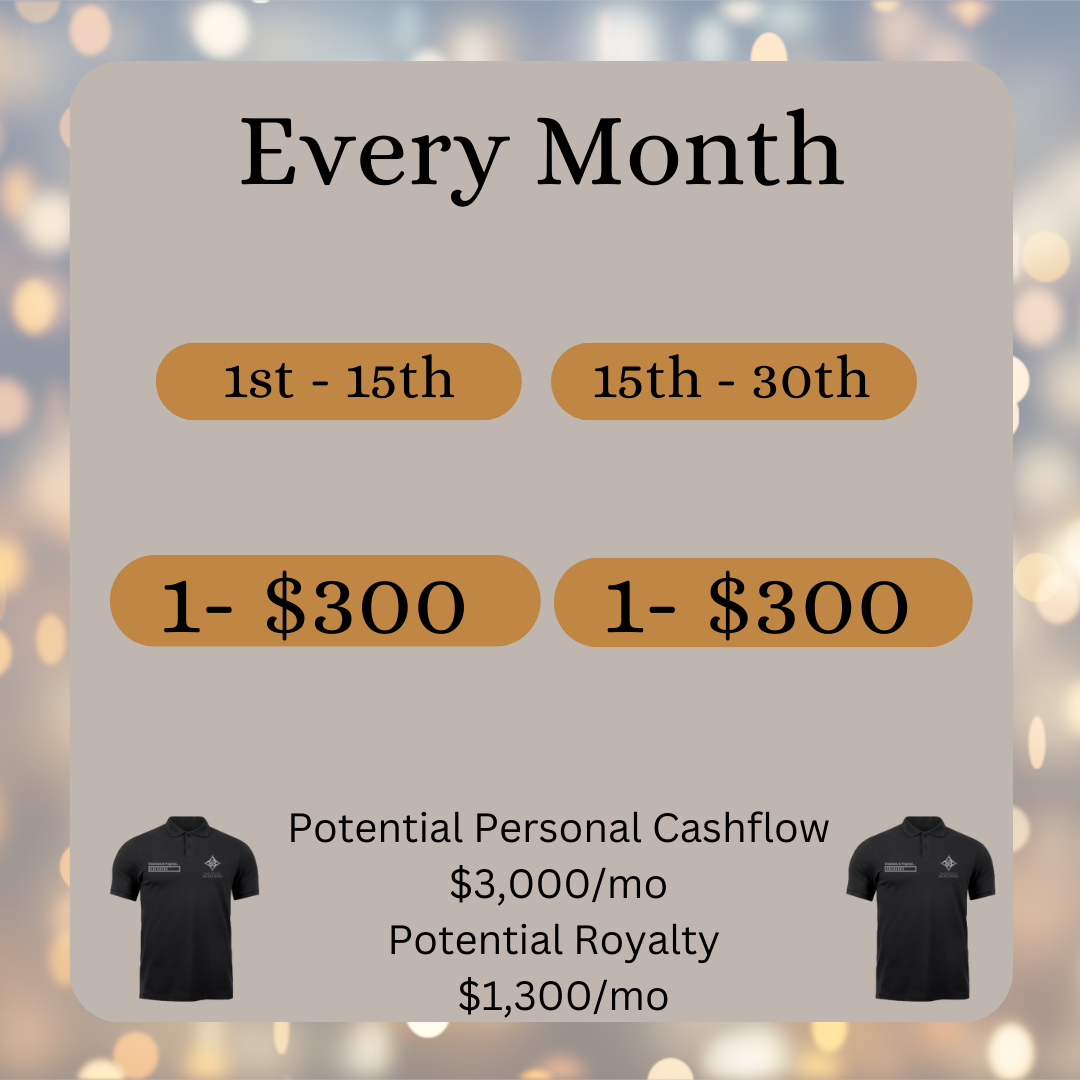 Every Month
1st - 15th
15th - 30th
1- $300
1- $300
Potential Personal Cashflow
$3,000/mo
Potential Royalty
$1,300/mo